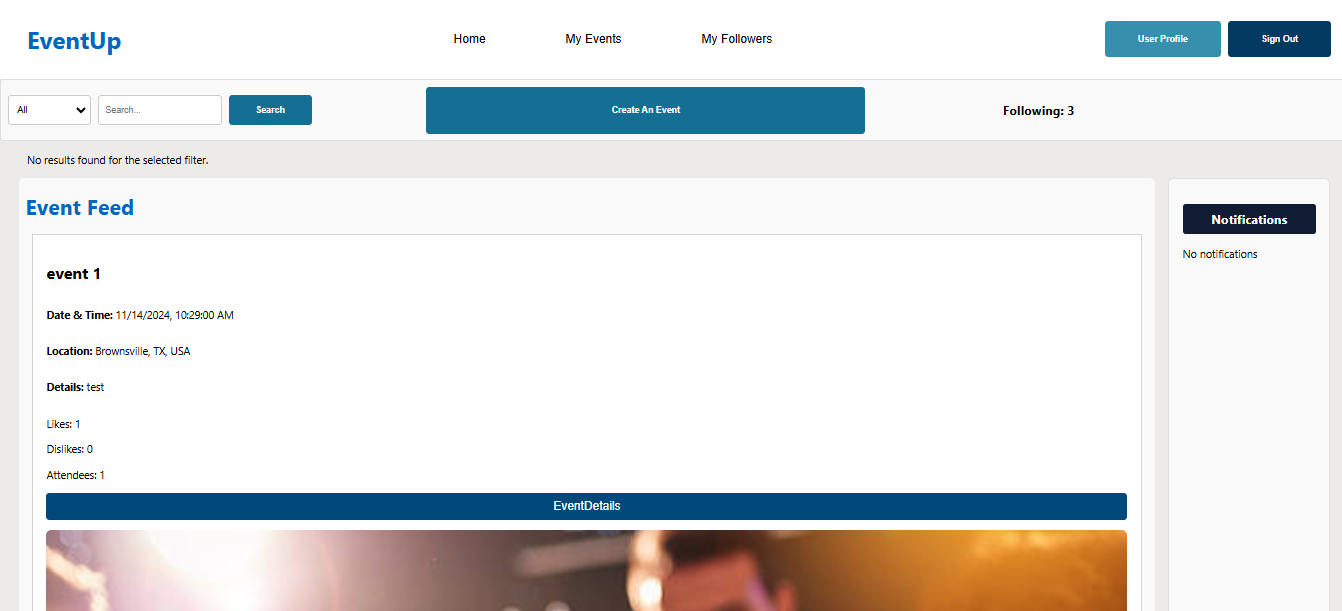 EventUp
Home
My Events
My Followers
User Profile
Sign Out
All
Search...
Search
Create An Event
Following: 3
No results found for the selected filter.
Event Feed
Notifications
No notifications
event 1
Date & Time: 11/14/2024, 10:29:00 AM
Location: Brownsville, TX, USA
Details: test
Likes: 1
Dislikes: 0
Attendees: 1
EventDetails